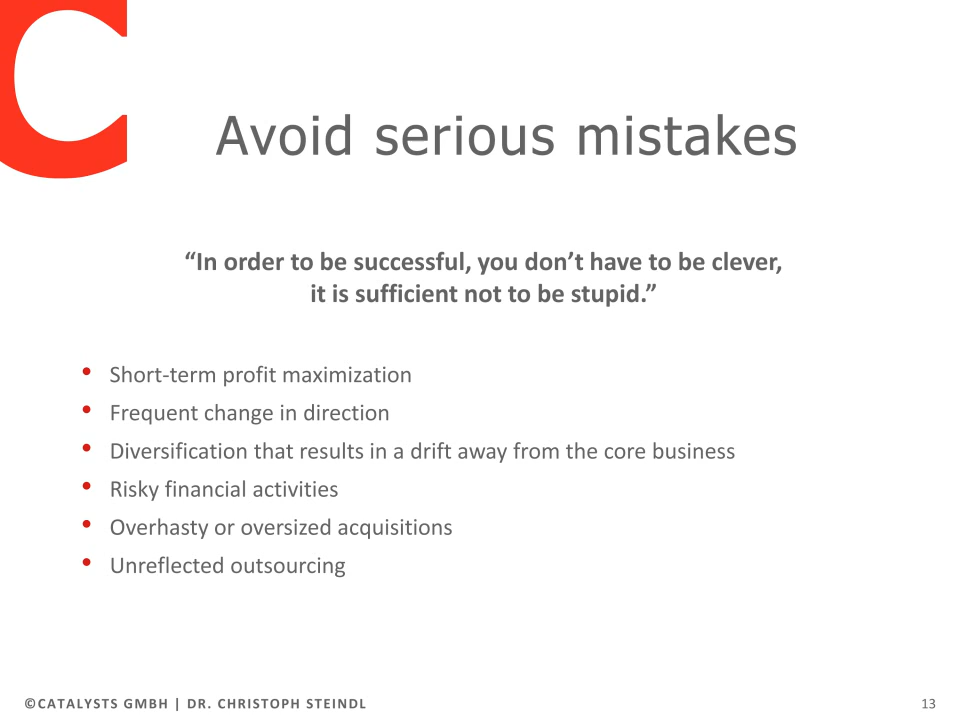 C
Avoid serious mistakes
“In order to be successful, you don’t have to be clever,
it is sufficient not to be stupid.”
• Short-term profit maximization
• Frequent change in direction
• Diversification that results in a drift away from the core business
• Risky financial activities
• Overhasty or oversized acquisitions
• Unreflected outsourcing
©CATALYSTS GMBH | DR. CHRISTOPH STEINDL
13